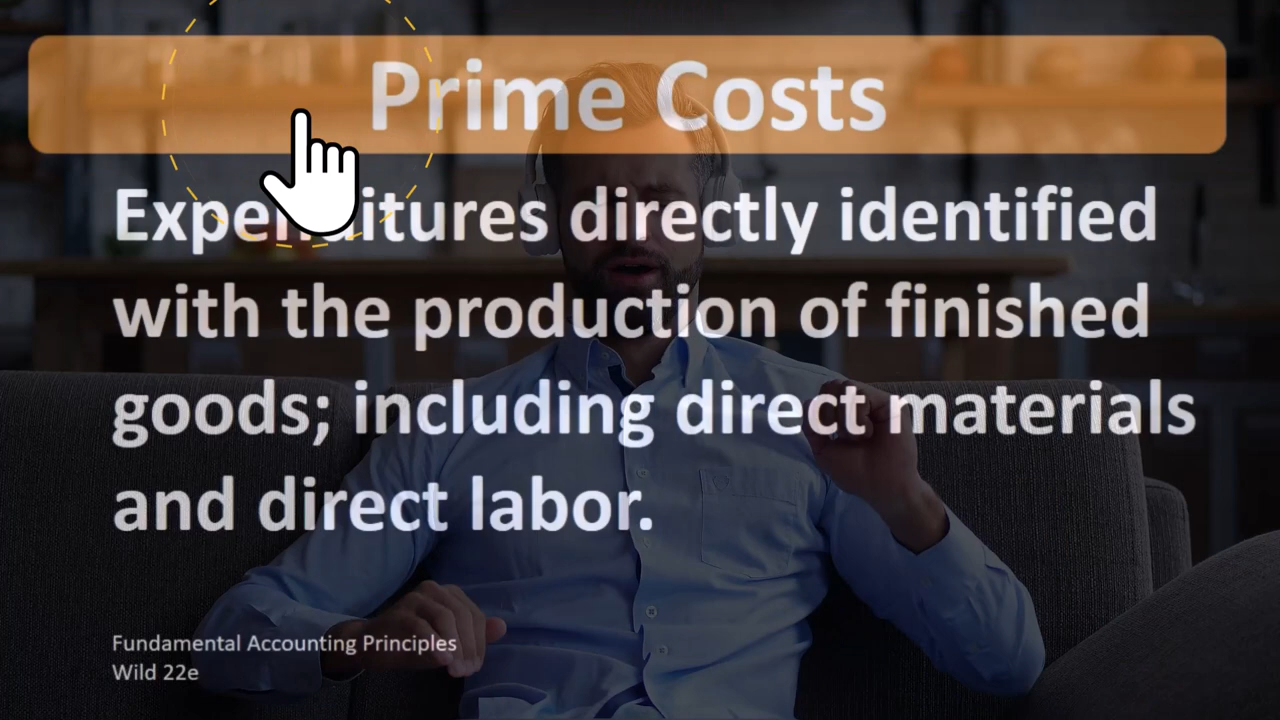 Prime Costs
Expenditures directly identified
with the production of finished
goods; including direct materials
and direct labor.
Fundamental Accounting Principles
Wild 22e